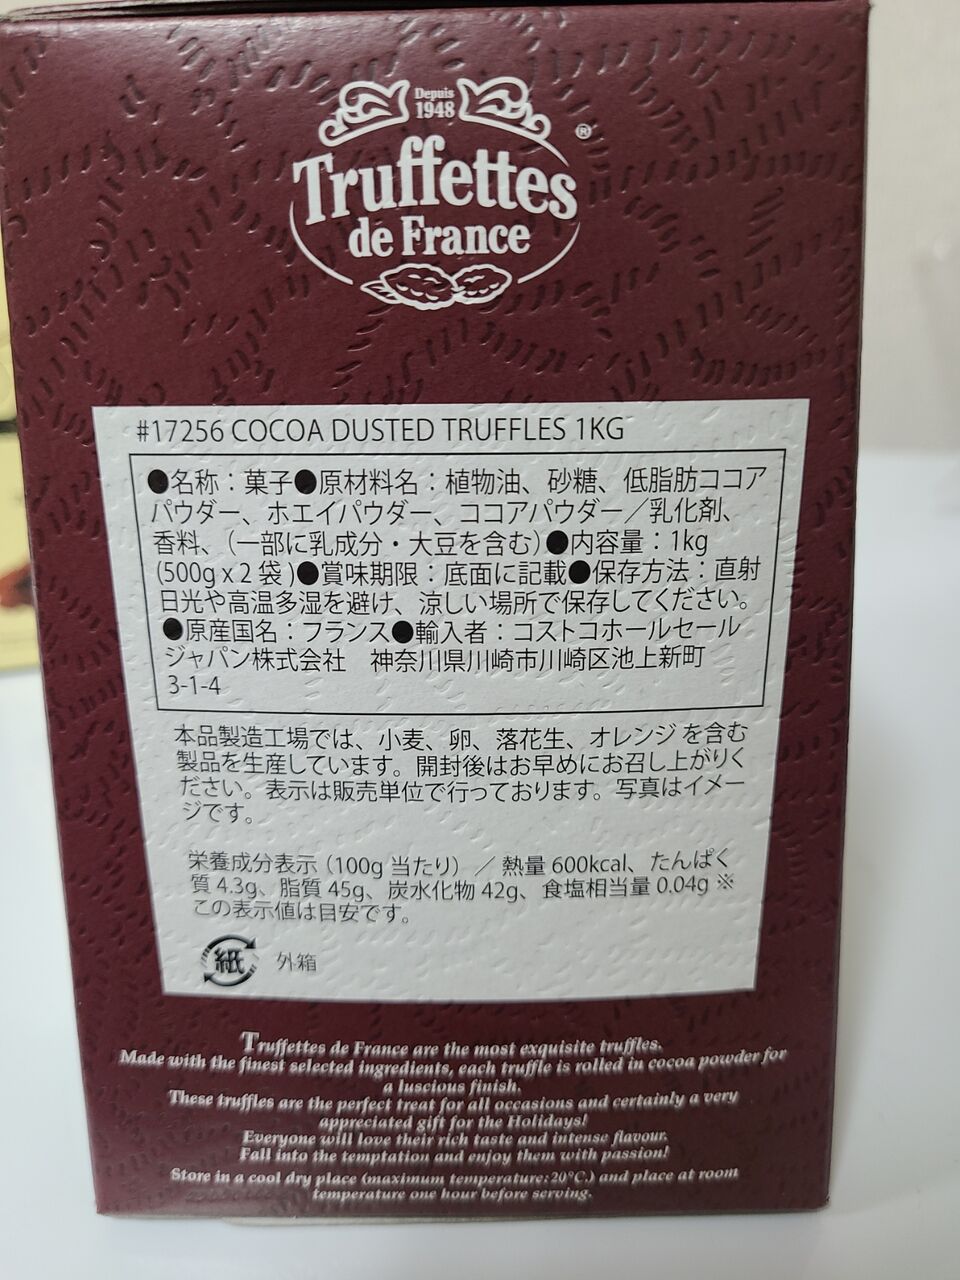 Depuis
1948
®
Truffettes
de France
#17256 COCOA DUSTED TRUFFLES 1KG
●名称：菓子●原材料名：植物油、砂糖、低脂肪ココア
パウダー、ホエイパウダー、ココアパウダー／乳化剤、
香料、（一部に乳成分・大豆を含む）●内容量：1kg
(500g x 2 袋 )●賞味期限：底面に記載●保存方法：直射
日光や高温多湿を避け、涼しい場所で保存してください。
●原産国名：フランス●輸入者：コストコホールセール
ジャパン株式会社　神奈川県川崎市川崎区池上新町
3-1-4
本品製造工場では、小麦、卵、落花生、オレンジを含む
製品を生産しています。開封後はお早めにお召し上がりく
ださい。表示は販売単位で行っております。写真はイメー
ジです。
栄養成分表示（100g 当たり）／ 熱量 600kcal、たんぱく
質 4.3g、脂質 45g、炭水化物 42g、食塩相当量 0.04g ※
この表示値は目安です。
紙 外箱
Truffettes de France are the most exquisite truffles.
Made with the finest selected ingredients, each truffle is rolled in cocoa powder for
a luscious finish.
These truffles are the perfect treat for all occasions and certainly a very
appreciated gift for the Holidays!
Everyone will love their rich taste and intense flavour.
Fall into the temptation and enjoy them with passion!
Store in a cool dry place (maximum temperature:20°C.) and place at room
temperature one hour before serving.